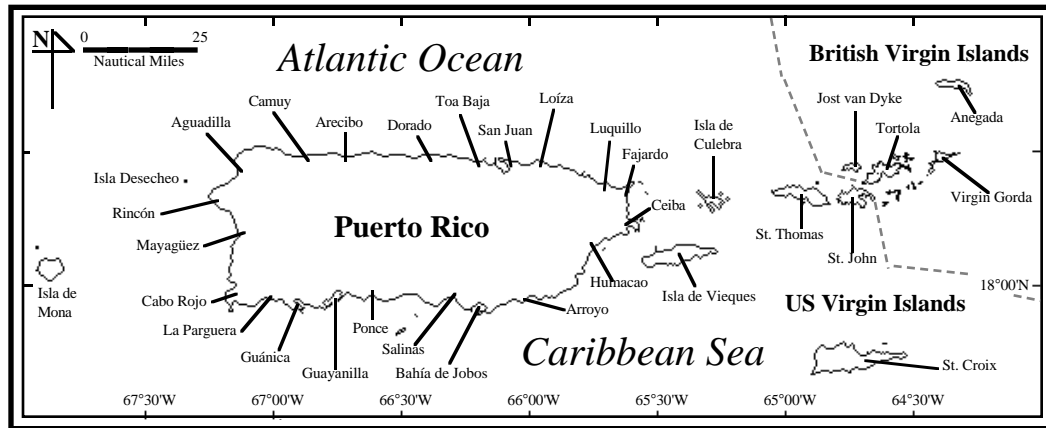 N
0 25
Nautical Miles
Atlantic Ocean
British Virgin Islands
Camuy
Toa Baja
Loíza
Jost van Dyke
Anegada
Aguadilla
Arecibo
Dorado
San Juan
Luquillo
Isla de
Culebra
Tortola
Fajardo
Isla Desecheo
Rincón
Puerto Rico
Ceiba
Virgin Gorda
Mayagüez
St. Thomas
St. John
Isla de
Mona
Cabo Rojo
La Parguera
Guánica
Guayanilla
Ponce
Salinas
Bahía de Jobos
Arroyo
Humacao
Isla de Vieques
18°00'N
US Virgin Islands
Caribbean Sea
St. Croix
67°30'W
67°00'W
66°30'W
66°00'W
65°30'W
65°00'W
64°30'W